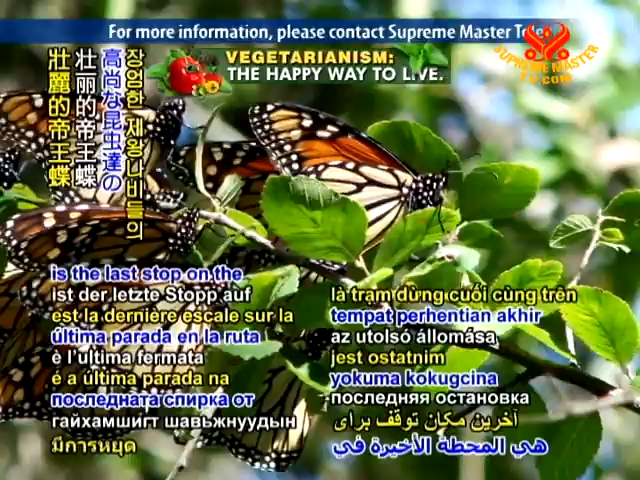 For more information, please contact Supreme Master Te
VEGETARIANISM:
THE HAPPY WAY TO LIVE.
SUPREME MASTER
TV.COM
壯麗的帝王蝶
壮丽的帝王蝶
高尚な昆虫達の
장엄한 제왕나비들의
is the last stop on the
ist der letzte Stopp auf
est la dernière escale sur la
última parada en la ruta
è l'ultima fermata
é a última parada na
последната спирка от
гайхамшигт шавьжнуудын
มีการหยุด
là trạm dừng cuối cùng trên
tempat perhentian akhir
az utolsó állomása
jest ostatnim
yokuma kokugcina
последняя остановка
آخرین مکان توقف برای
هي المحطة الأخيرة في